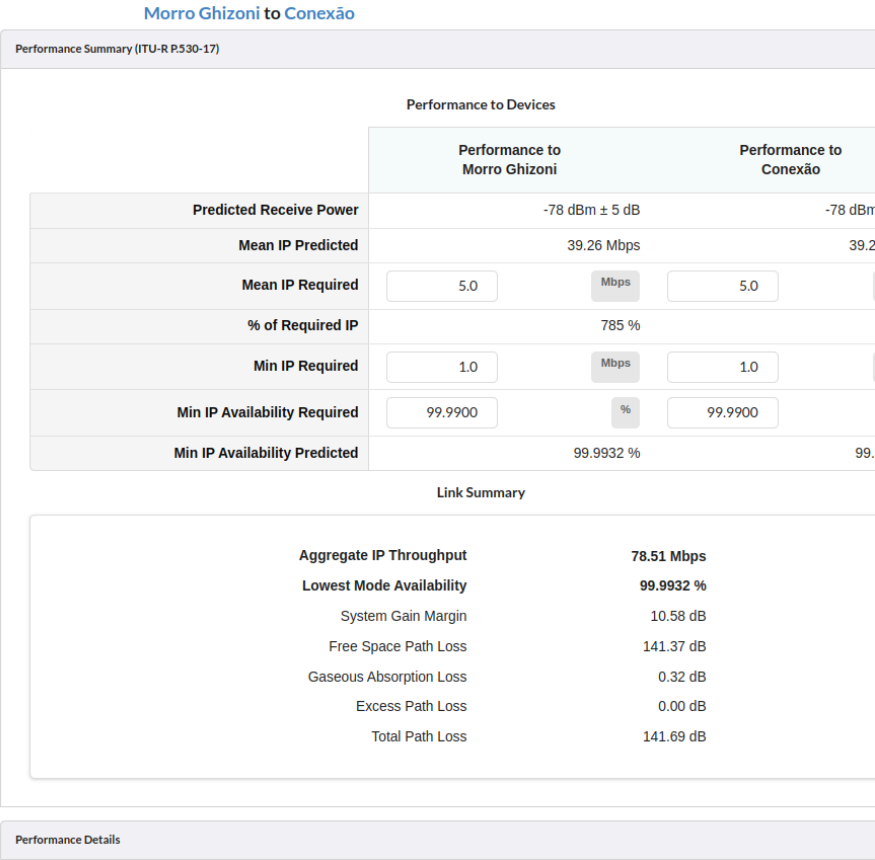 Morro Ghizoni to Conexão
Performance Summary (ITU-R P.530-17)
Performance to Devices
Performance to Morro Ghizoni Performance to Conexão
Predicted Receive Power -78 dBm ± 5 dB -78 dBm
Mean IP Predicted 39.26 Mbps 39.2
Mean IP Required 5.0 Mbps 5.0
% of Required IP 785 %
Min IP Required 1.0 Mbps 1.0
Min IP Availability Required 99.9900 % 99.9900
Min IP Availability Predicted 99.9932 % 99.
Link Summary
Aggregate IP Throughput 78.51 Mbps
Lowest Mode Availability 99.9932 %
System Gain Margin 10.58 dB
Free Space Path Loss 141.37 dB
Gaseous Absorption Loss 0.32 dB
Excess Path Loss 0.00 dB
Total Path Loss 141.69 dB
Performance Details